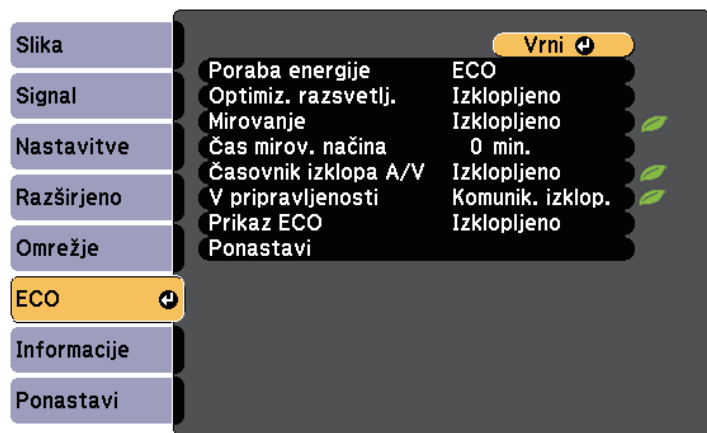 Slika
Signal
Nastavitve
Razširjeno
Omrežje
ECO
Informacije
Ponastavi
Vrni
Poraba energije ECO
Optimiz. razsvetlj. Izklopljeno
Mirovanje Izklopljeno
Čas mirov. načina 0 min.
Časovnik izklopa A/V Izklopljeno
V pripravljenosti Komunik. izklop.
Prikaz ECO Izklopljeno
Ponastavi